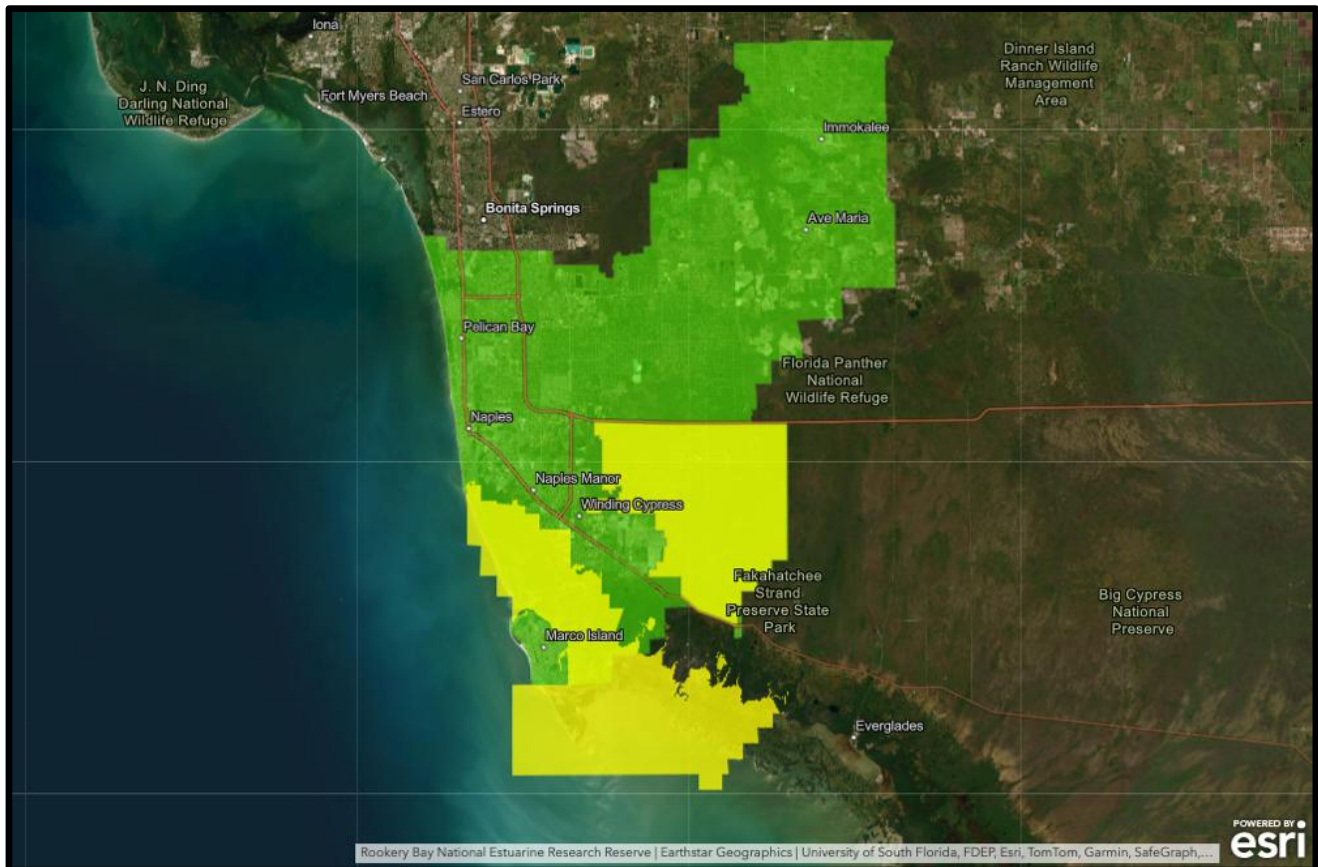 Iona
J. N. Ding
Darling National
Wildlife Refuge
San Carlos Park
Fort Myers Beach
Estero
Dinner Island
Ranch Wildlife
Management
Area
Immokalee
Bonita Springs
Ave Maria
Pelican Bay
Florida Panther
National
Wildlife Refuge
Naples
Naples Manor
Winding Cypress
Fakahatchee
Strand
Preserve State
Park
Big Cypress
National
Preserve
Marco Island
Everglades
POWERED BY
esri
Rookery Bay National Estuarine Research Reserve | Earthstar Geographics | University of South Florida, FDEP, Esri, TomTom, Garmin, SafeGraph,...